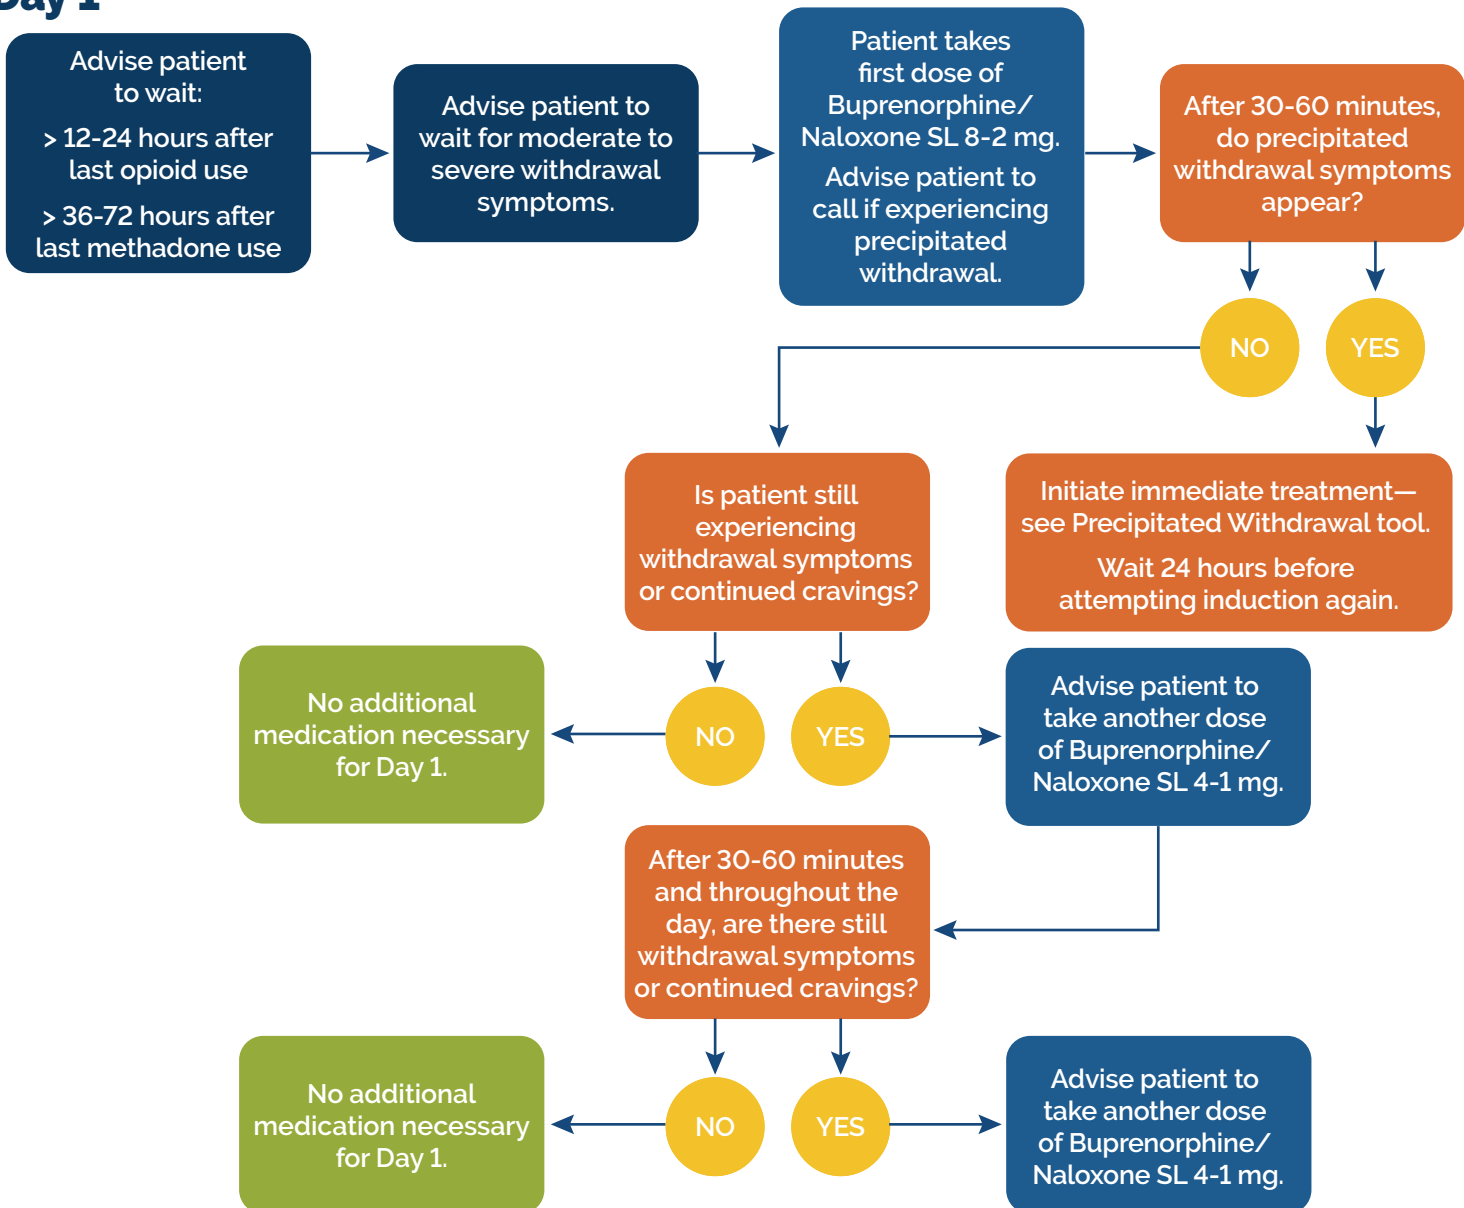 Day 1
Advise patient
to wait:
> 12-24 hours after
last opioid use
> 36-72 hours after
last methadone use
Advise patient to
wait for moderate to
severe withdrawal
symptoms.
Patient takes
first dose of
Buprenorphine/
Naloxone SL 8-2 mg.
Advise patient to
call if experiencing
precipitated
withdrawal.
After 30-60 minutes,
do precipitated
withdrawal symptoms
appear?
NO
YES
Is patient still
experiencing
withdrawal symptoms
or continued cravings?
Initiate immediate treatment—
see Precipitated Withdrawal tool.
Wait 24 hours before
attempting induction again.
No additional
medication necessary
for Day 1.
NO
YES
Advise patient to
take another dose
of Buprenorphine/
Naloxone SL 4-1 mg.
After 30-60 minutes
and throughout the
day, are there still
withdrawal symptoms
or continued cravings?
No additional
medication necessary
for Day 1.
NO
YES
Advise patient to
take another dose
of Buprenorphine/
Naloxone SL 4-1 mg.